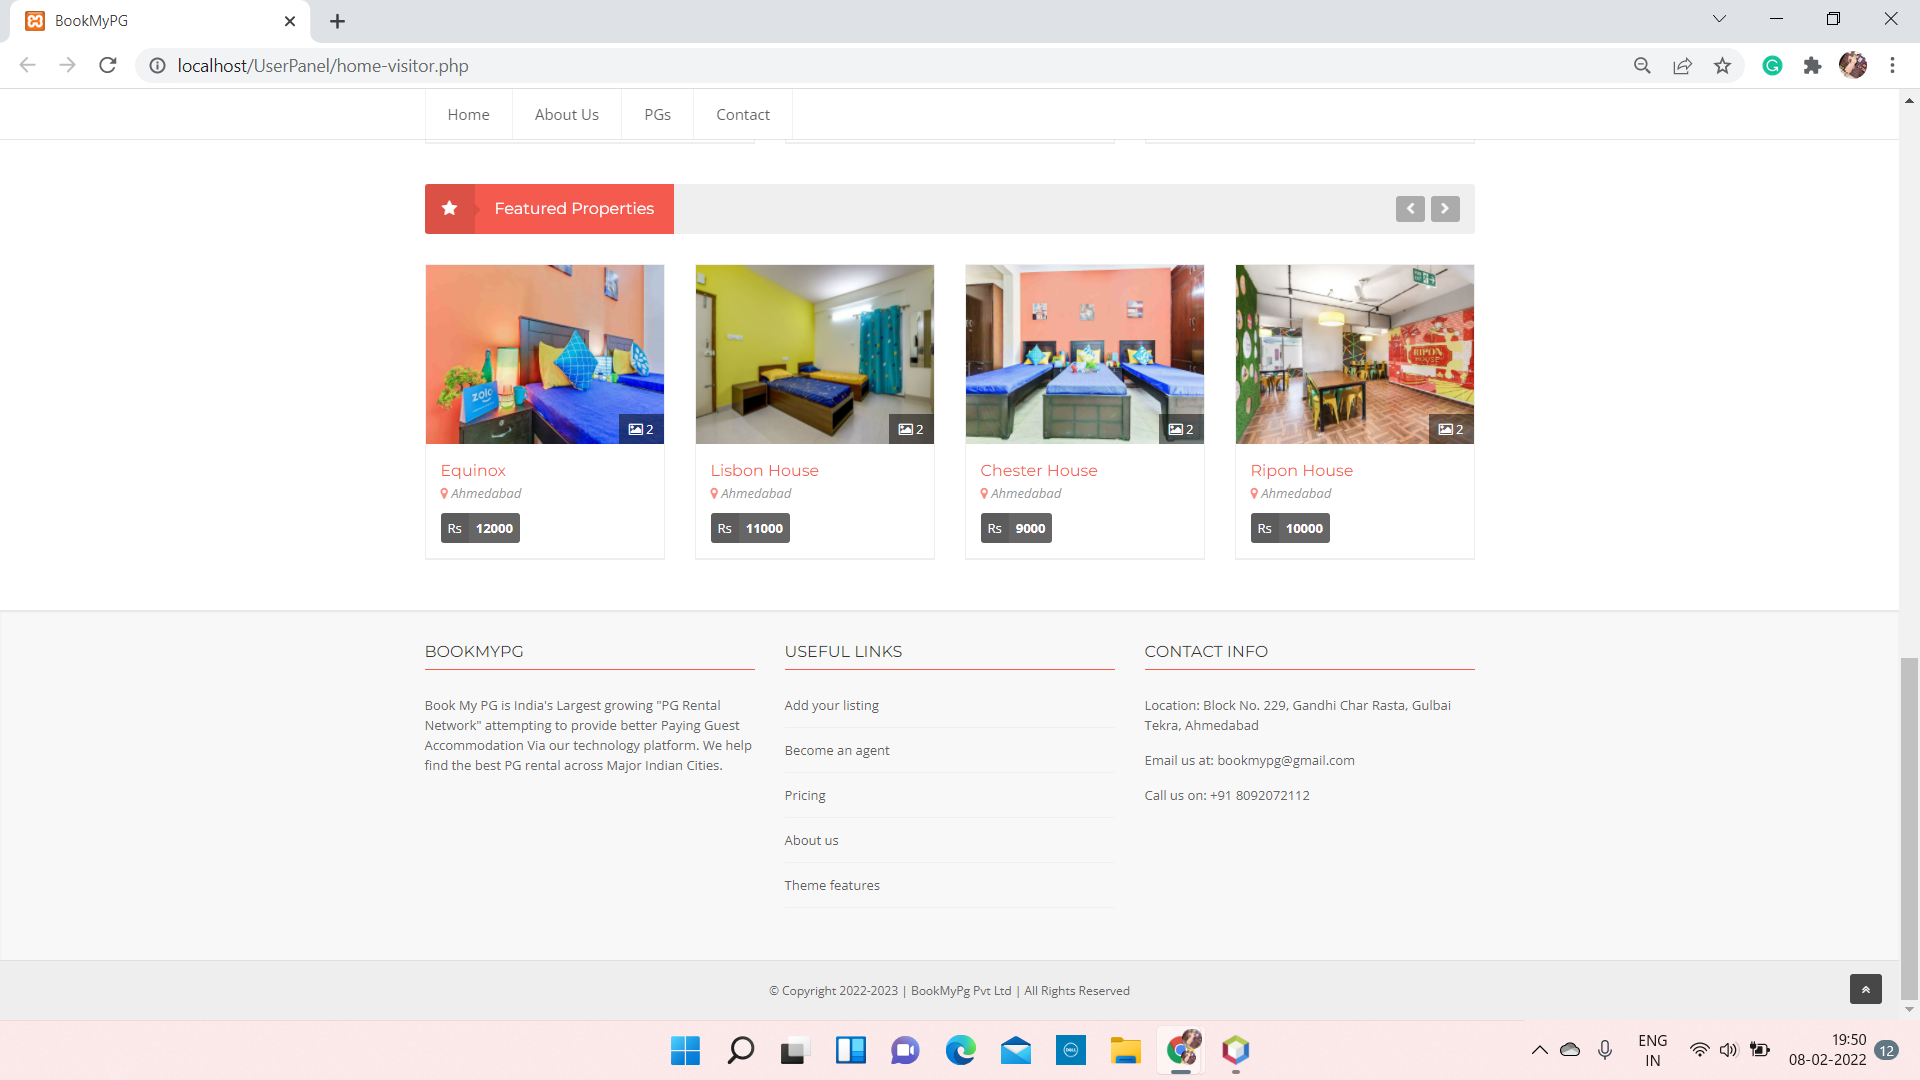 BookMyPG
localhost/UserPanel/home-visitor.php
Home About Us PGs Contact
Featured Properties
zolo
RIPON
HOUSE
2 2 2 2
Equinox Lisbon House Chester House Ripon House
Ahmedabad Ahmedabad Ahmedabad Ahmedabad
Rs 12000 Rs 11000 Rs 9000 Rs 10000
BOOKMYPG
Book My PG is India's Largest growing "PG Rental
Network" attempting to provide better Paying Guest
Accommodation Via our technology platform. We help
find the best PG rental across Major Indian Cities.
USEFUL LINKS
Add your listing
Become an agent
Pricing
About us
Theme features
CONTACT INFO
Location: Block No. 229, Gandhi Char Rasta, Gulbai
Tekra, Ahmedabad
Email us at: bookmypg@gmail.com
Call us on: +91 8092072112
© Copyright 2022-2023 | BookMyPg Pvt Ltd | All Rights Reserved
DELL
ENG
IN
19:50
08-02-2022
12